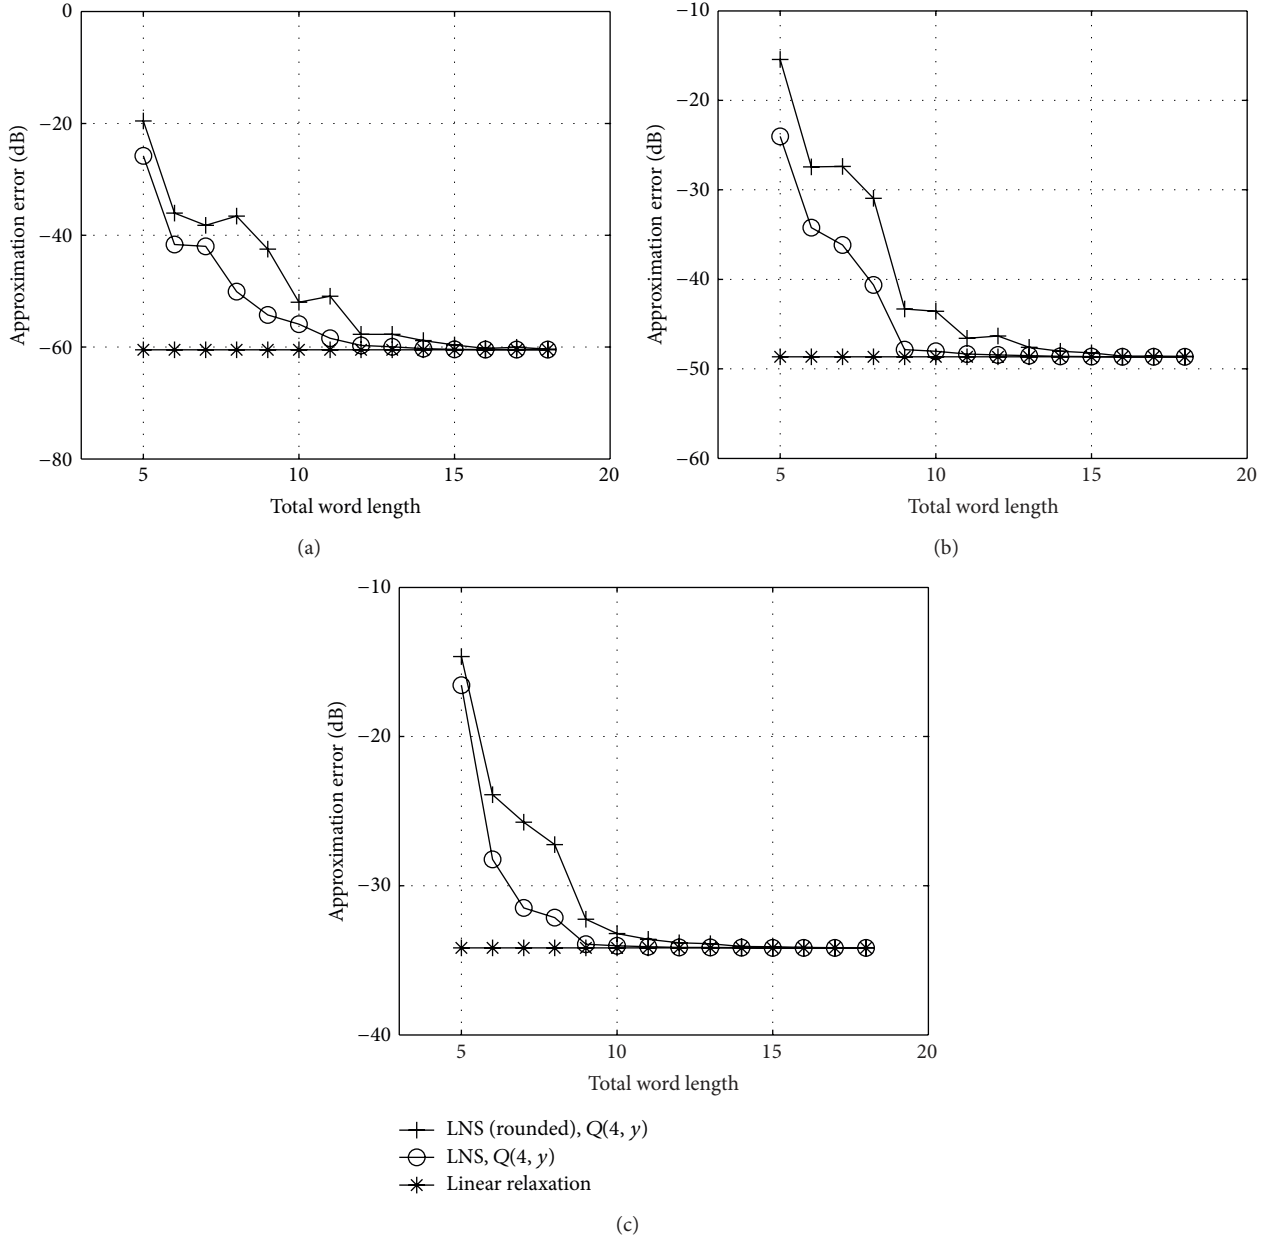 0
−20
−40
−60
−80
Approximation error (dB)
5
10
15
20
Total word length
(a)
−10
−20
−30
−40
−50
−60
Approximation error (dB)
5
10
15
20
Total word length
(b)
−10
−20
−30
−40
Approximation error (dB)
5
10
15
20
Total word length
LNS (rounded), Q(4, y)
LNS, Q(4, y)
Linear relaxation
(c)